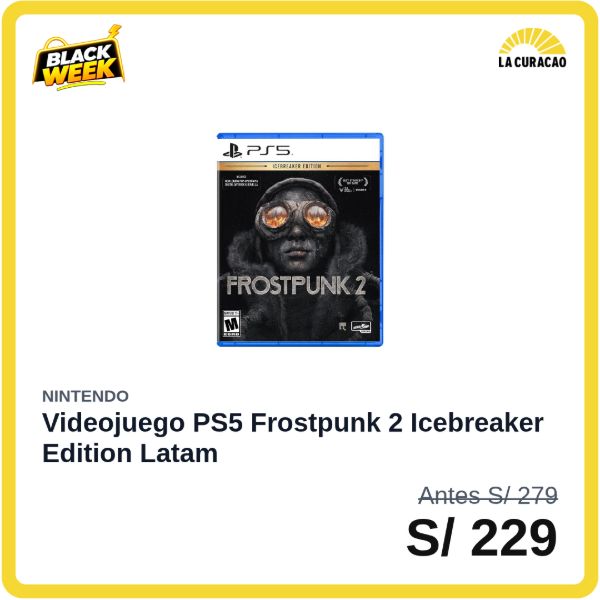 BLACK
WEEK
LA CURACAO
PS5
ICEBREAKER EDITION
FROSTPUNK 2
M
NINTENDO
Videojuego PS5 Frostpunk 2 Icebreaker
Edition Latam
Antes S/ 279
S/ 229